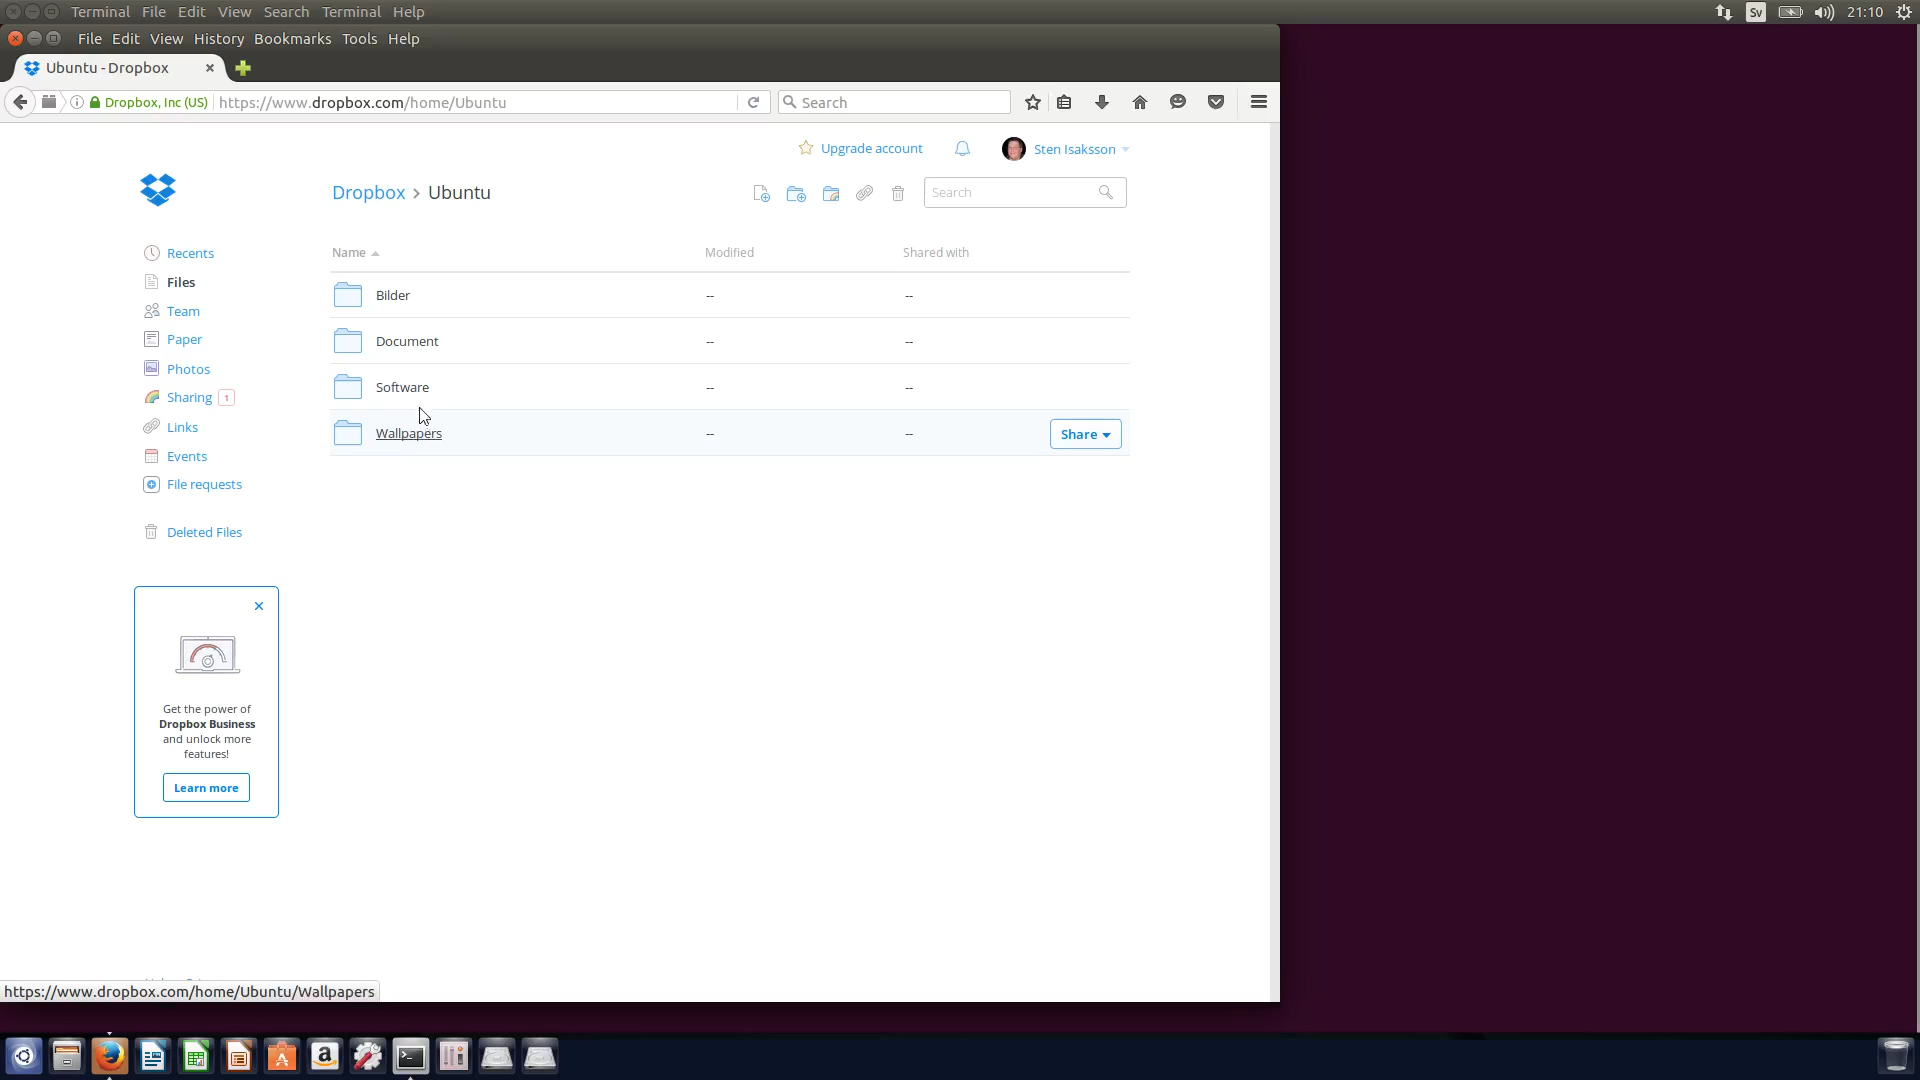 Terminal File Edit View Search Terminal Help
Sv 21:10
File Edit View History Bookmarks Tools Help
Ubuntu - Dropbox
Dropbox, Inc (US) https://www.dropbox.com/home/Ubuntu
Search
Upgrade account
Sten Isaksson
Dropbox > Ubuntu
Search
Recents
Files
Team
Paper
Photos
Sharing 1
Links
Events
File requests
Deleted Files
Name Modified Shared with
Bilder -- --
Document -- --
Software -- --
Wallpapers -- -- Share
Get the power of
Dropbox Business
and unlock more
features!
Learn more
https://www.dropbox.com/home/Ubuntu/Wallpapers